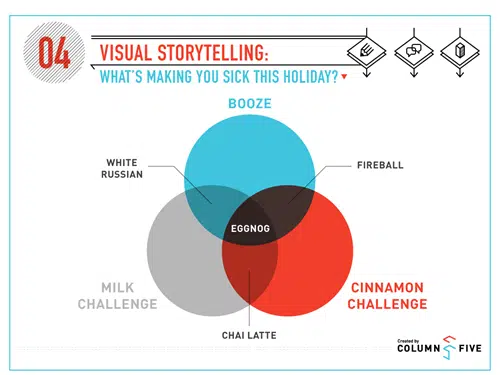 04
VISUAL STORYTELLING:
WHAT'S MAKING YOU SICK THIS HOLIDAY?
BOOZE
WHITE
RUSSIAN
FIREBALL
EGGNOG
MILK
CHALLENGE
CINNAMON
CHALLENGE
CHAI LATTE
Created by
COLUMN FIVE